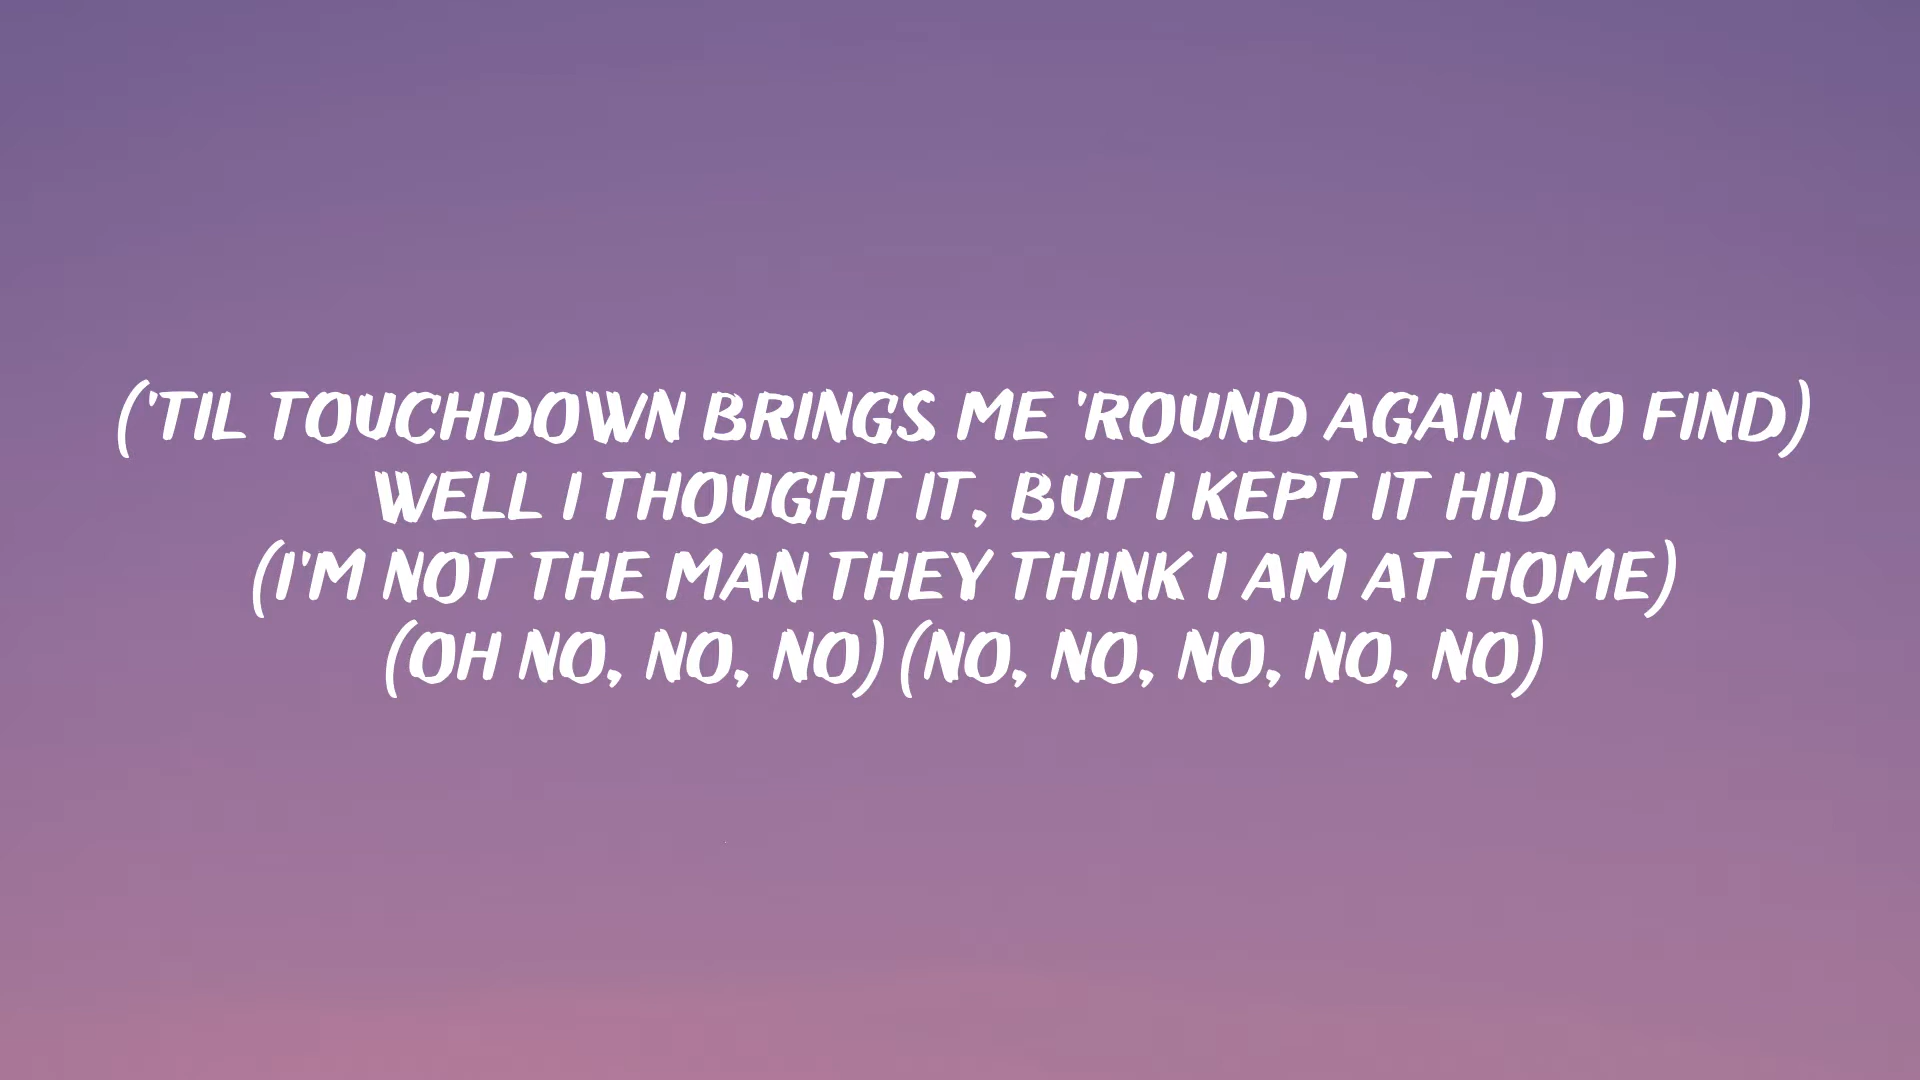 ('TIL TOUCHDOWN BRINGS ME 'ROUND AGAIN TO FIND)
WELL I THOUGHT IT, BUT I KEPT IT HID
(I'M NOT THE MAN THEY THINK I AM AT HOME)
(OH NO, NO, NO) (NO, NO, NO, NO, NO)